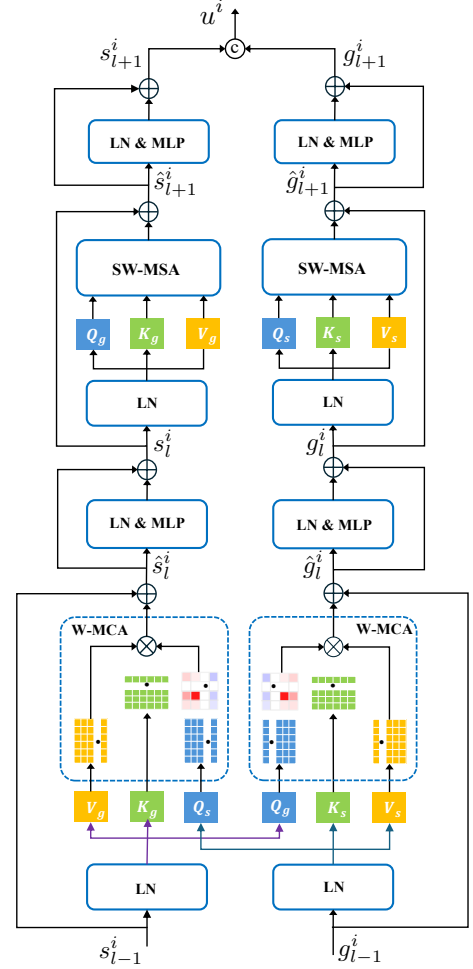 u^i
s^i_{l+1} c g^i_{l+1}
LN & MLP LN & MLP
ŝ^i_{l+1} ĝ^i_{l+1}
SW-MSA SW-MSA
Q_g K_g V_g Q_s K_s V_s
LN LN
s^i_l g^i_l
LN & MLP LN & MLP
ŝ^i_l ĝ^i_l
W-MCA W-MCA
V_g K_g Q_s Q_g K_s V_s
LN LN
s^i_{l-1} g^i_{l-1}